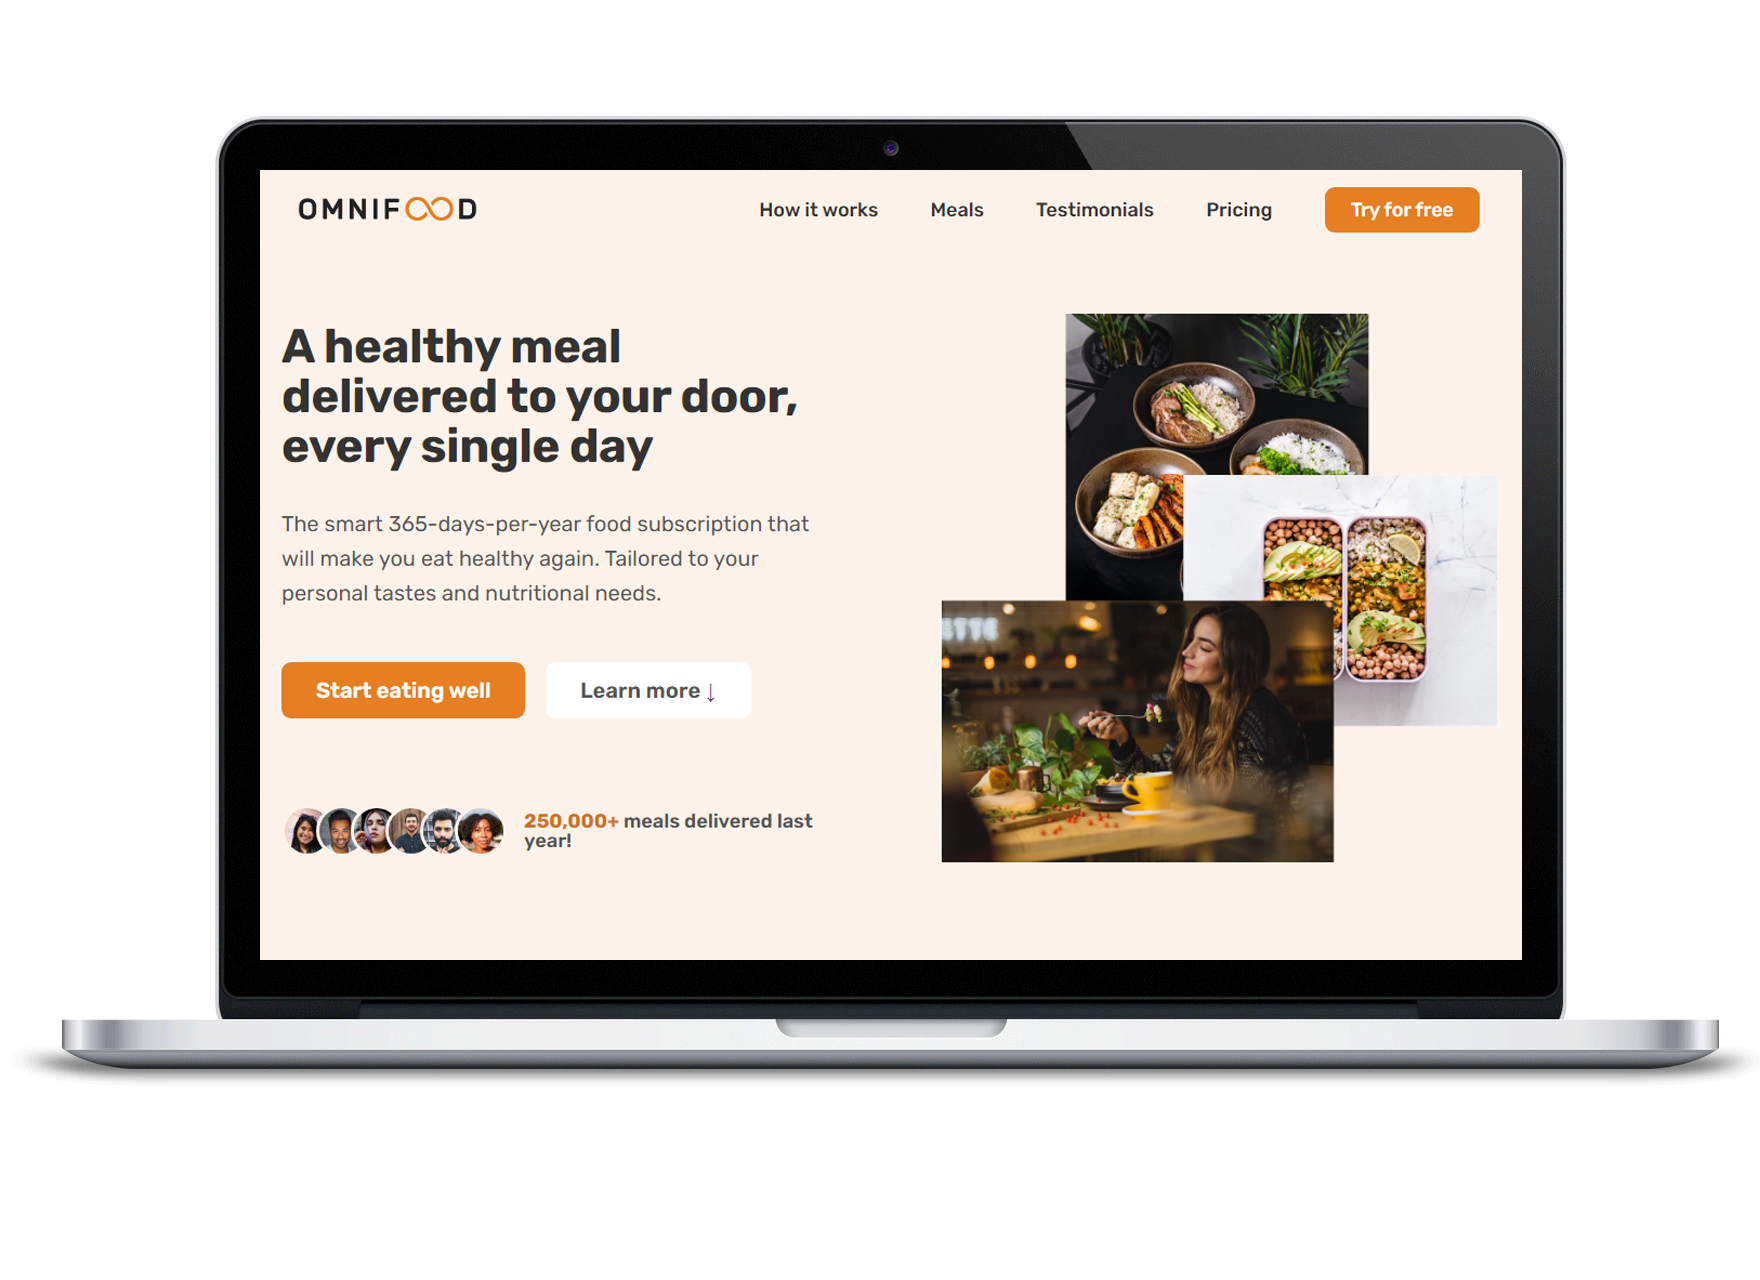 OMNIFOOD
How it works
Meals
Testimonials
Pricing
Try for free
A healthy meal
delivered to your door,
every single day
The smart 365-days-per-year food subscription that
will make you eat healthy again. Tailored to your
personal tastes and nutritional needs.
Start eating well
Learn more ↓
250,000+ meals delivered last
year!